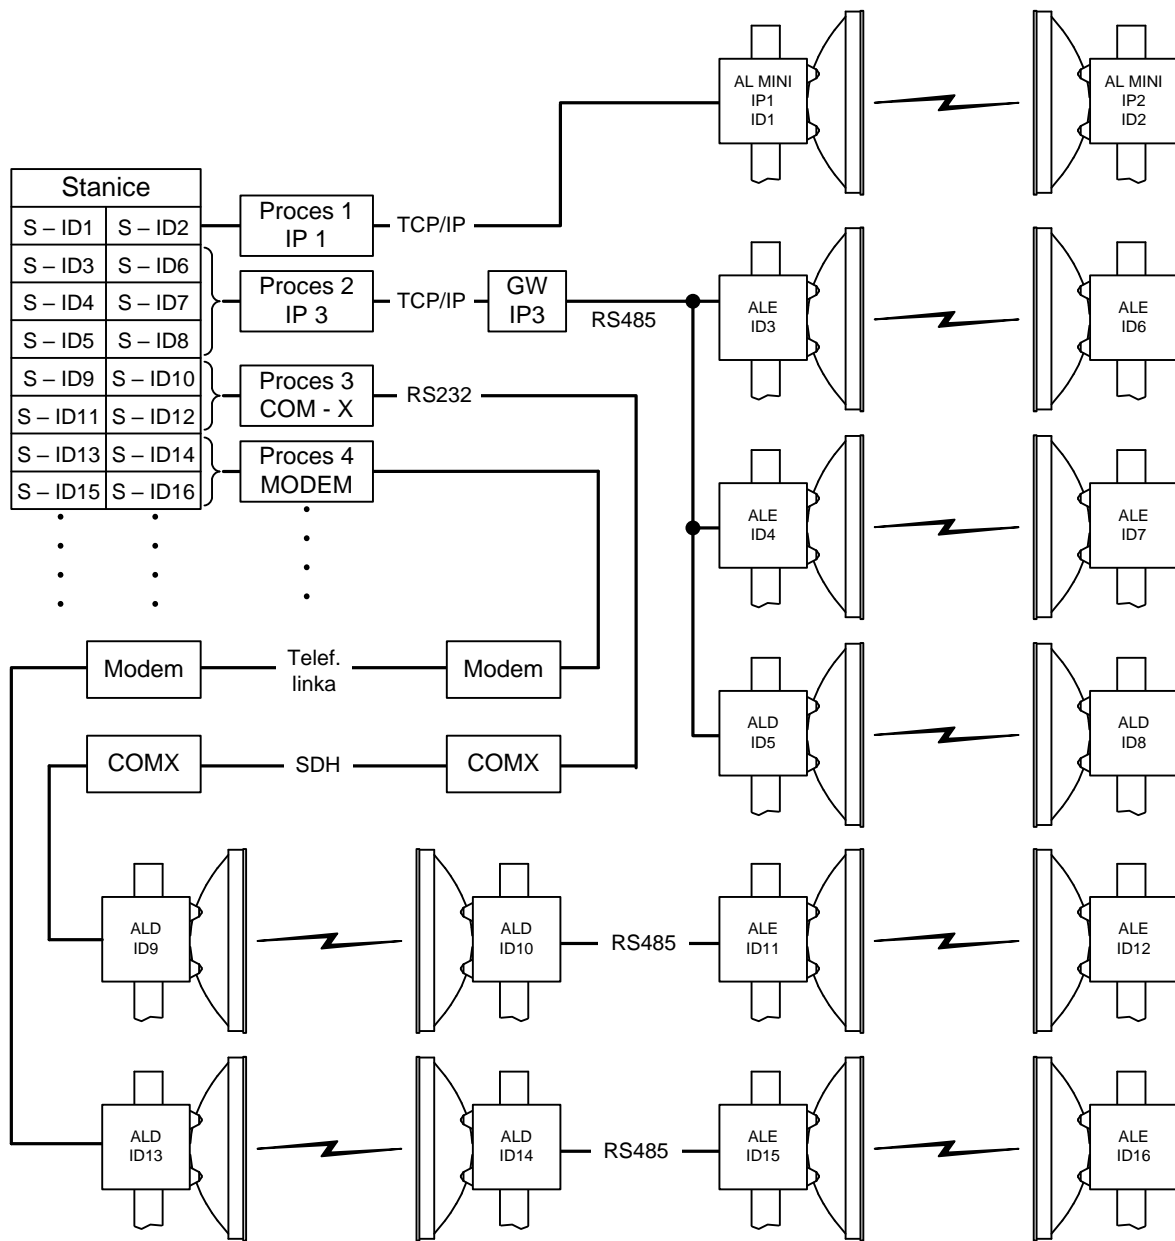 AL MINI
IP1
ID1
AL MINI
IP2
ID2
Stanice
S – ID1
S – ID2
S – ID3
S – ID6
S – ID4
S – ID7
S – ID5
S – ID8
S – ID9
S – ID10
S – ID11
S – ID12
S – ID13
S – ID14
S – ID15
S – ID16
Proces 1
IP 1
TCP/IP
Proces 2
IP 3
TCP/IP
GW
IP3
RS485
Proces 3
COM - X
RS232
Proces 4
MODEM
ALE
ID3
ALE
ID6
ALE
ID4
ALE
ID7
ALD
ID5
ALD
ID8
Modem
Telef.
linka
Modem
COMX
SDH
COMX
ALD
ID9
ALD
ID10
RS485
ALE
ID11
ALE
ID12
ALD
ID13
ALD
ID14
RS485
ALE
ID15
ALE
ID16